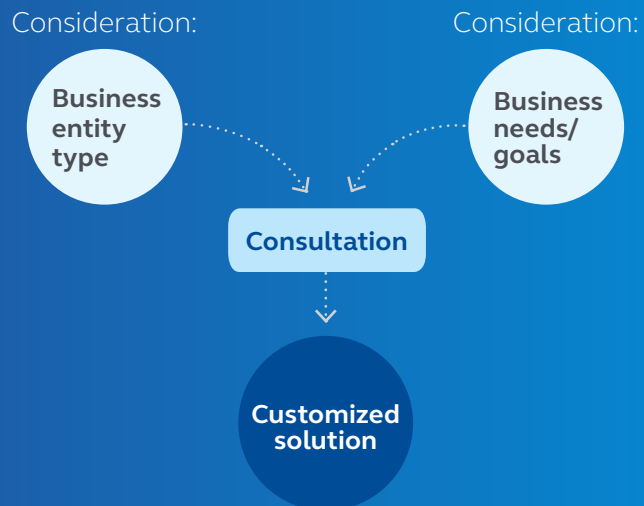 Consideration:
Consideration:
Business
entity
type
Business
needs/
goals
Consultation
Customized
solution